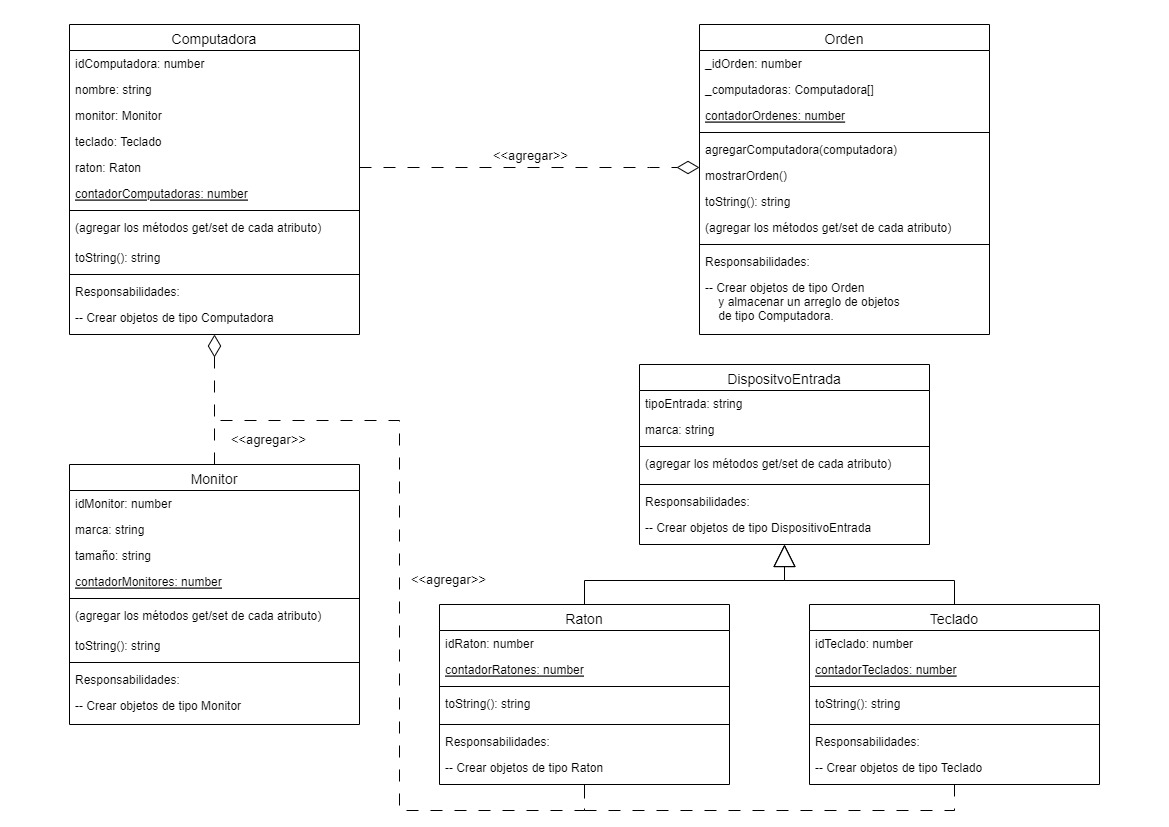 Computadora
idComputadora: number
nombre: string
monitor: Monitor
teclado: Teclado
raton: Raton
contadorComputadoras: number
(agregar los métodos get/set de cada atributo)
toString(): string
Responsabilidades:
-- Crear objetos de tipo Computadora
<<agregar>>
Orden
_idOrden: number
_computadoras: Computadora[]
contadorOrdenes: number
agregarComputadora(computadora)
mostrarOrden()
toString(): string
(agregar los métodos get/set de cada atributo)
Responsabilidades:
-- Crear objetos de tipo Orden
y almacenar un arreglo de objetos
de tipo Computadora.
<<agregar>>
Monitor
idMonitor: number
marca: string
tamaño: string
contadorMonitores: number
(agregar los métodos get/set de cada atributo)
toString(): string
Responsabilidades:
-- Crear objetos de tipo Monitor
DispositvoEntrada
tipoEntrada: string
marca: string
(agregar los métodos get/set de cada atributo)
Responsabilidades:
-- Crear objetos de tipo DispositivoEntrada
<<agregar>>
Raton
idRaton: number
contadorRatones: number
toString(): string
Responsabilidades:
-- Crear objetos de tipo Raton
Teclado
idTeclado: number
contadorTeclados: number
toString(): string
Responsabilidades:
-- Crear objetos de tipo Teclado